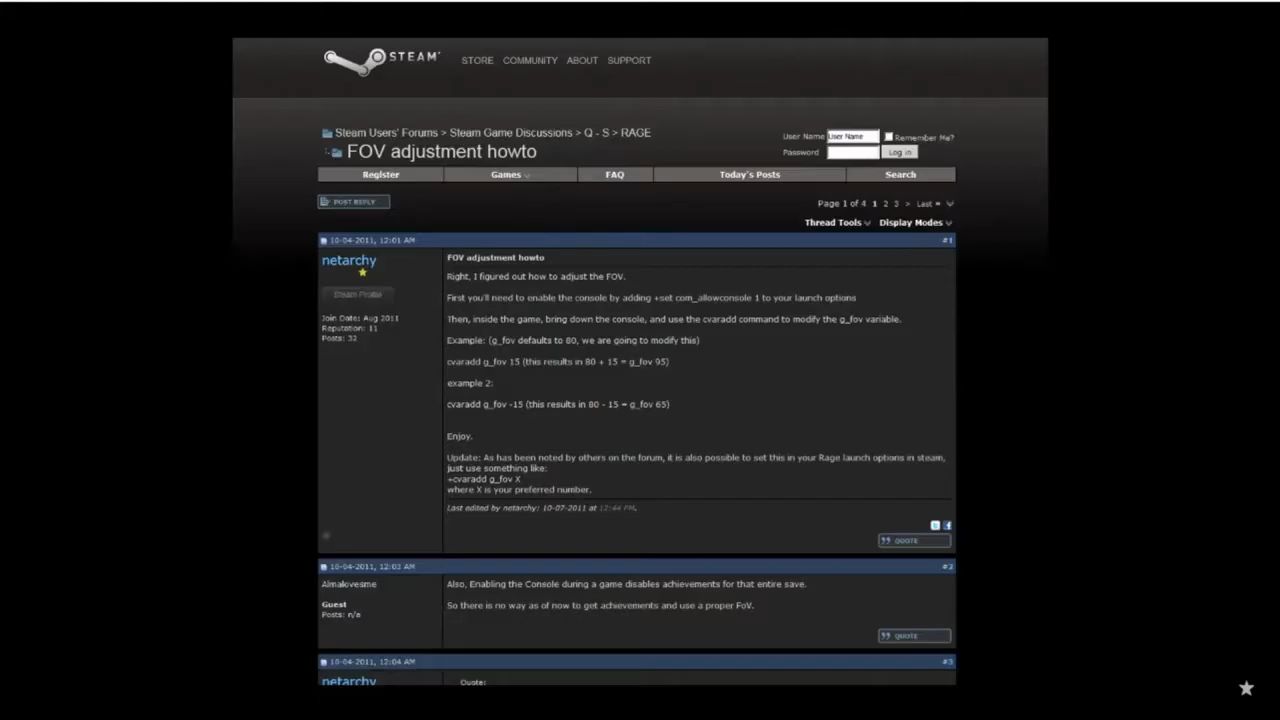 STEAM
STORE COMMUNITY ABOUT SUPPORT
Steam Users' Forums > Steam Game Discussions > Q - S > RAGE
FOV adjustment howto
User Name User Name Remember Me?
Password Log in
Register Games FAQ Today's Posts Search
POST REPLY
Page 1 of 4 1 2 3 > Last »
Thread Tools Display Modes
10-04-2011, 12:01 AM #1
netarchy
Steam Profile
Join Date: Aug 2011
Reputation: 11
Posts: 32
FOV adjustment howto
Right, I figured out how to adjust the FOV.
First you'll need to enable the console by adding +set com_allowconsole 1 to your launch options
Then, inside the game, bring down the console, and use the cvaradd command to modify the g_fov variable.
Example: (g_fov defaults to 80, we are going to modify this)
cvaradd g_fov 15 (this results in 80 + 15 = g_fov 95)
example 2:
cvaradd g_fov -15 (this results in 80 - 15 = g_fov 65)
Enjoy.
Update: As has been noted by others on the forum, it is also possible to set this in your Rage launch options in steam,
just use something like:
+cvaradd g_fov X
where X is your preferred number.
Last edited by netarchy: 10-07-2011 at 12:44 PM.
QUOTE
10-04-2011, 12:03 AM #2
Almalovesme
Guest
Posts: n/a
Also, Enabling the Console during a game disables achievements for that entire save.
So there is no way as of now to get achievements and use a proper FoV.
QUOTE
10-04-2011, 12:04 AM #3
netarchy
Quote: